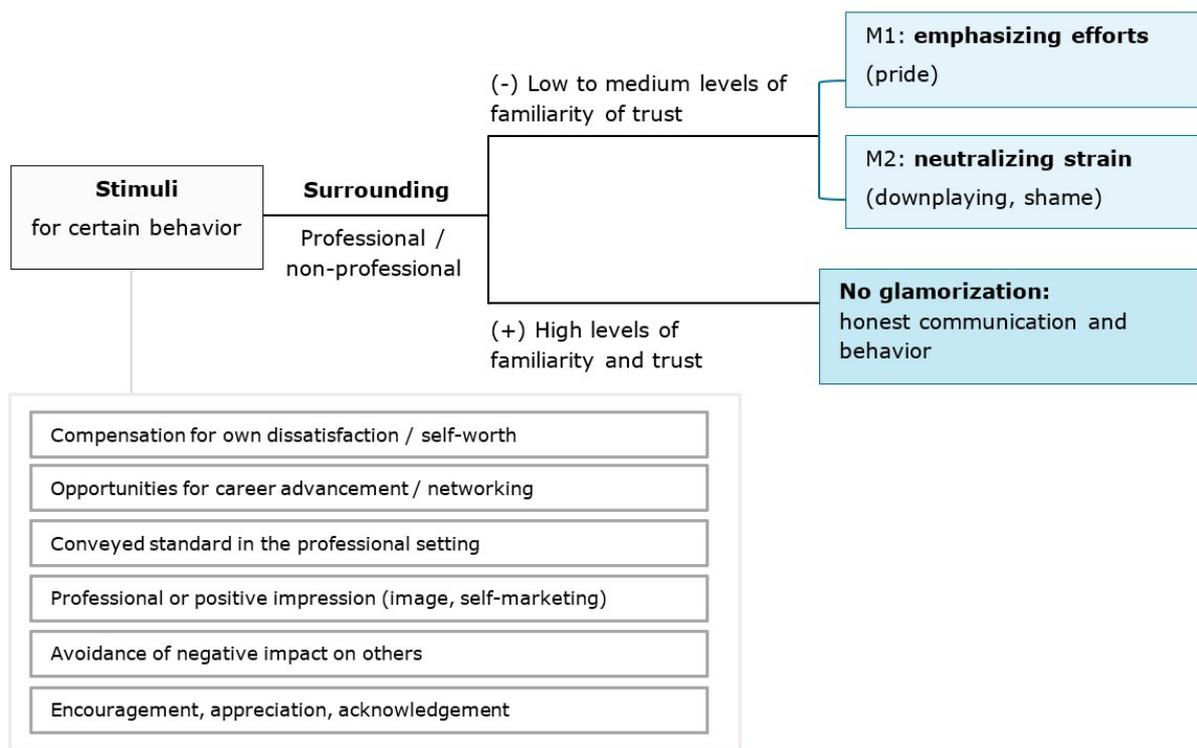 M1: emphasizing efforts
(pride)
(-) Low to medium levels of
familiarity of trust
M2: neutralizing strain
(downplaying, shame)
Stimuli
for certain behavior
Surrounding
Professional /
non-professional
No glamorization:
honest communication and
behavior
(+) High levels of
familiarity and trust
Compensation for own dissatisfaction / self-worth
Opportunities for career advancement / networking
Conveyed standard in the professional setting
Professional or positive impression (image, self-marketing)
Avoidance of negative impact on others
Encouragement, appreciation, acknowledgement